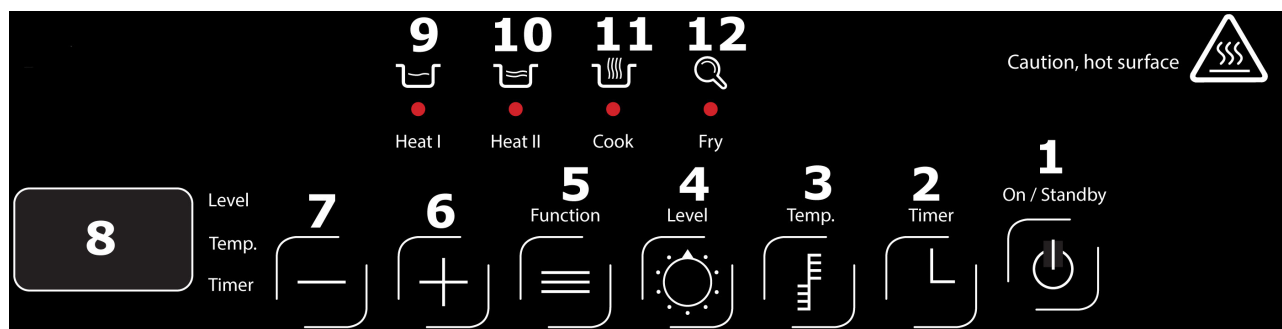 9 10 11 12
Caution, hot surface
Heat I Heat II Cook Fry
1
On / Standby
Level
7 6 5 4 3 2
Function Level Temp. Timer
8
Temp.
Timer